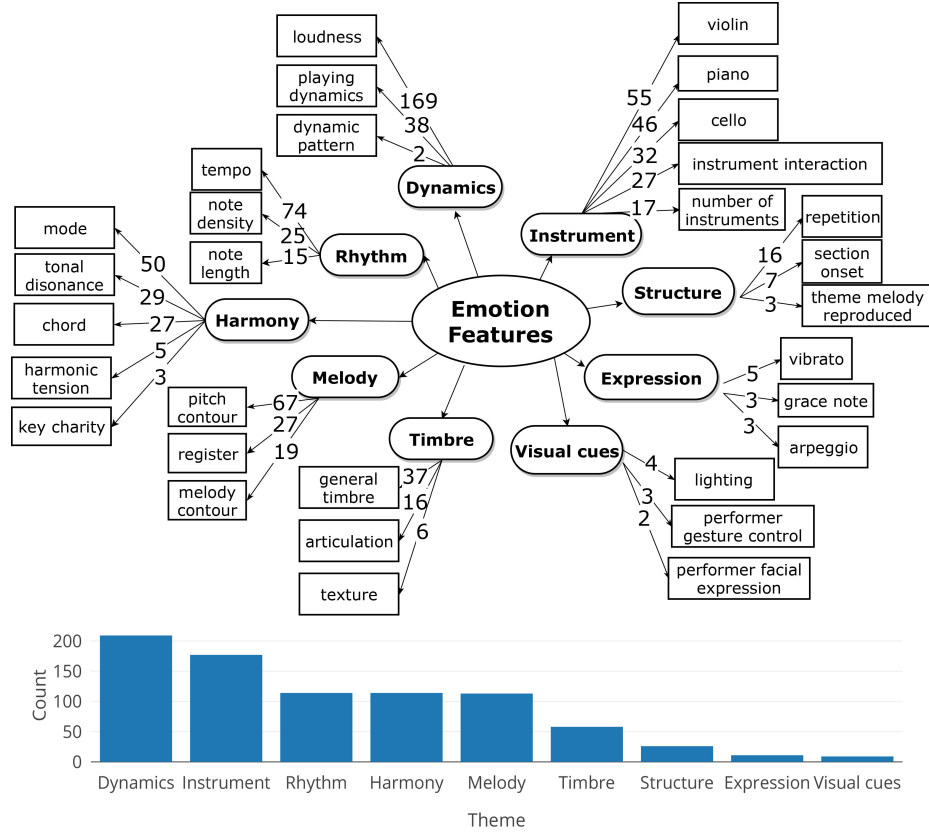 Emotion
Features
Dynamics
loudness
169
playing
dynamics
38
dynamic
pattern
2
Instrument
violin
55
piano
46
cello
32
instrument interaction
27
number of
instruments
17
Rhythm
tempo
74
note
density
25
note
length
15
Structure
repetition
16
section
onset
7
theme melody
reproduced
3
Harmony
mode
50
tonal
disonance
29
chord
27
harmonic
tension
5
key charity
3
Expression
vibrato
5
grace note
3
arpeggio
3
Melody
pitch
contour
67
register
27
melody
contour
19
Timbre
general
timbre
37
articulation
16
texture
6
Visual cues
lighting
4
performer
gesture control
3
performer facial
expression
2
Count
200
150
100
50
0
Dynamics Instrument Rhythm Harmony Melody Timbre Structure Expression Visual cues
Theme